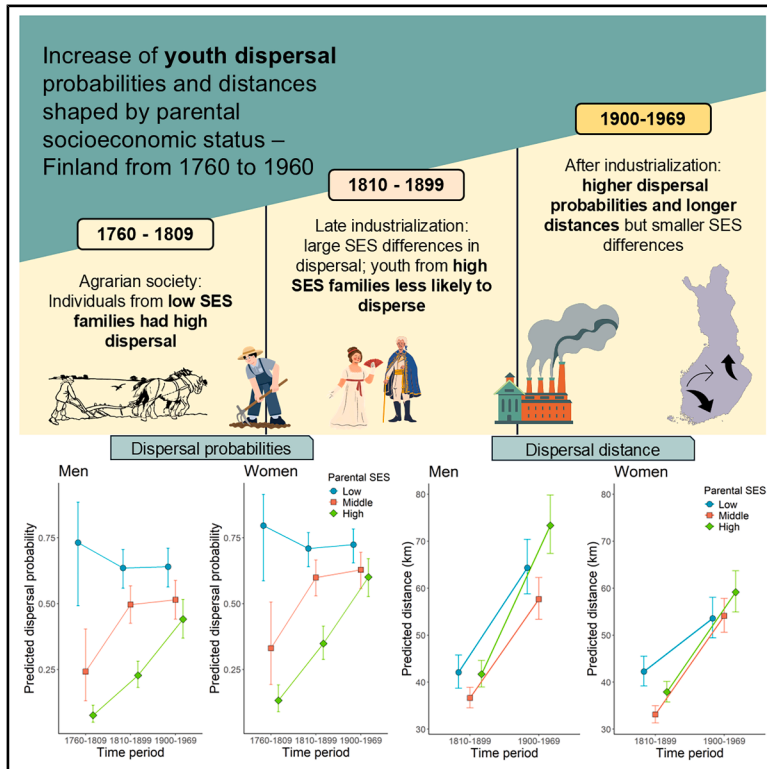 Increase of youth dispersal
probabilities and distances
shaped by parental
socioeconomic status –
Finland from 1760 to 1960
1760 - 1809
Agrarian society:
Individuals from low SES
families had high
dispersal
1810 - 1899
Late industrialization:
large SES differences in
dispersal; youth from high
SES families less likely to
disperse
1900-1969
After industrialization:
higher dispersal
probabilities and longer
distances but smaller SES
differences
Dispersal probabilities
Men
Predicted dispersal probability
0.75
0.50
0.25
1760-1809 1810-1899 1900-1969
Time period
Women
Parental SES
Low
Middle
High
Predicted dispersal probability
0.75
0.50
0.25
1760-1809 1810-1899 1900-1969
Time period
Dispersal distance
Men
Predicted distance (km)
80
70
60
50
40
30
1810-1899 1900-1969
Time period
Women
Parental SES
Low
Middle
High
Predicted distance (km)
80
70
60
50
40
30
1810-1899 1900-1969
Time period